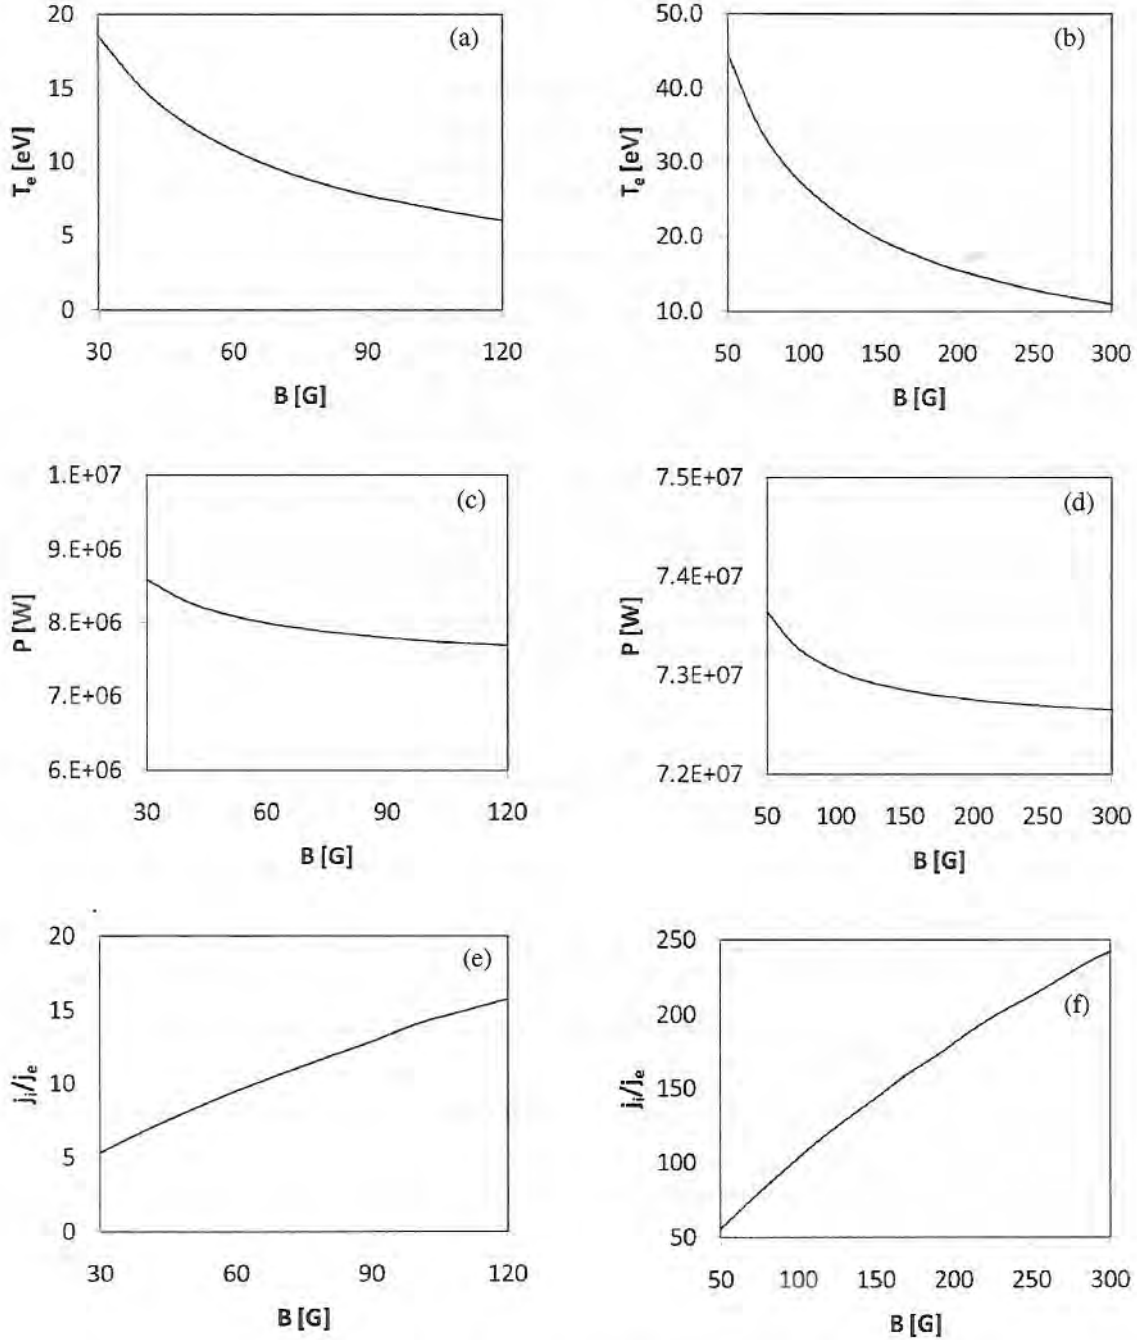 20
15
10
5
0
T_e [eV]
(a)
30 60 90 120
B [G]
50.0
40.0
30.0
20.0
10.0
T_e [eV]
(b)
50 100 150 200 250 300
B [G]
1.E+07
9.E+06
8.E+06
7.E+06
6.E+06
P [W]
(c)
30 60 90 120
B [G]
7.5E+07
7.4E+07
7.3E+07
7.2E+07
P [W]
(d)
50 100 150 200 250 300
B [G]
20
15
10
5
0
j_i/j_e
(e)
30 60 90 120
B [G]
250
200
150
100
50
j_i/j_e
(f)
50 100 150 200 250 300
B [G]